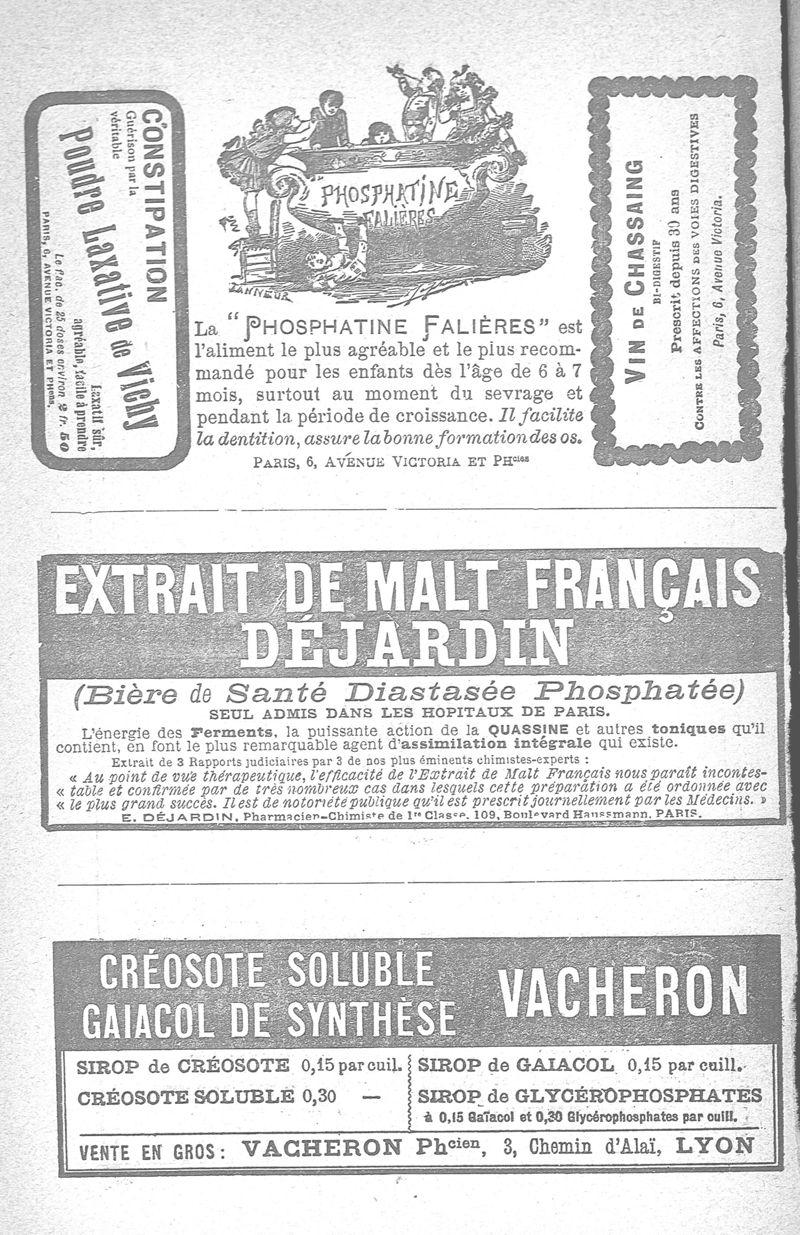 CONSTIPATION
Guérison par la
véritable
Poudre Laxative de Vichy
Laxatif sûr,
agréable, facile à prendre
Le flac. de 25 doses environ 2 fr. 50
PARIS, 6, AVENUE VICTORIA ET PHcies.
PHOSPHATINE
FALIÈRES
TANNEUR
La "PHOSPHATINE FALIÈRES" est
l'aliment le plus agréable et le plus recom-
mandé pour les enfants dès l'âge de 6 à 7
mois, surtout au moment du sevrage et
pendant la période de croissance. Il facilite
la dentition, assure la bonne formation des os.
PARIS, 6, AVENUE VICTORIA ET PHcies
VIN DE CHASSAING
BI-DIGESTIF
Prescrit depuis 30 ans
CONTRE LES AFFECTIONS DES VOIES DIGESTIVES
Paris, 6, Avenue Victoria.
EXTRAIT DE MALT FRANÇAIS
DÉJARDIN
(Bière de Santé Diastasée Phosphatée)
SEUL ADMIS DANS LES HOPITAUX DE PARIS.
L'énergie des Ferments, la puissante action de la QUASSINE et autres toniques qu'il
contient, en font le plus remarquable agent d'assimilation intégrale qui existe.
Extrait de 3 Rapports judiciaires par 3 de nos plus éminents chimistes-experts :
« Au point de vue thérapeutique, l'efficacité de l'Extrait de Malt Français nous paraît incontes-
« table et confirmée par de très nombreux cas dans lesquels cette préparation a été ordonnée avec
« le plus grand succès. Il est de notoriété publique qu'il est prescrit journellement par les Médecins. »
E. DÉJARDIN, Pharmacien-Chimiste de 1re Classe, 109, Boulevard Haussmann, PARIS.
CRÉOSOTE SOLUBLE
GAIACOL DE SYNTHÈSE
VACHERON
SIROP de CRÉOSOTE 0,15 par cuil.
CRÉOSOTE SOLUBLE 0,30 —
SIROP de GAIACOL 0,15 par cuill.
SIROP de GLYCÉROPHOSPHATES
à 0,15 Gaïacol et 0,30 Glycérophosphates par cuill.
VENTE EN GROS : VACHERON Phcien, 3, Chemin d'Alaï, LYON